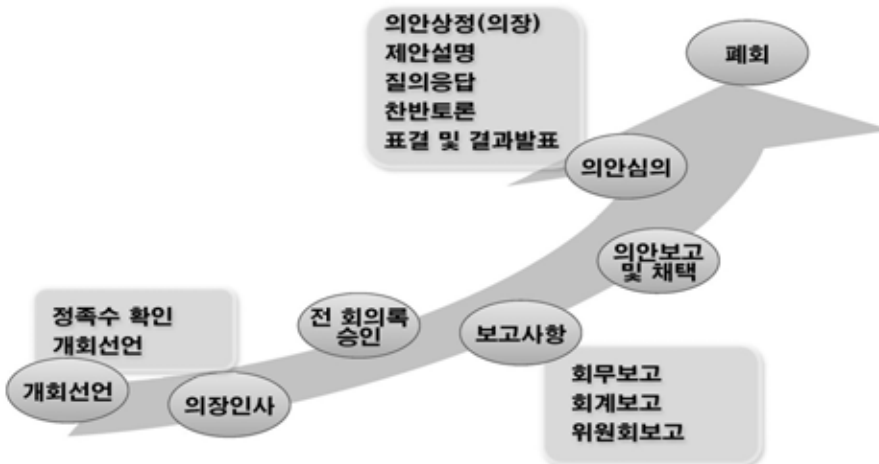 의안상정(의장)
제안설명
질의응답
찬반토론
표결 및 결과발표
폐회
의안심의
의안보고
및 채택
정족수 확인
개회선언
전 회의록
승인
보고사항
개회선언
의장인사
회무보고
회계보고
위원회보고